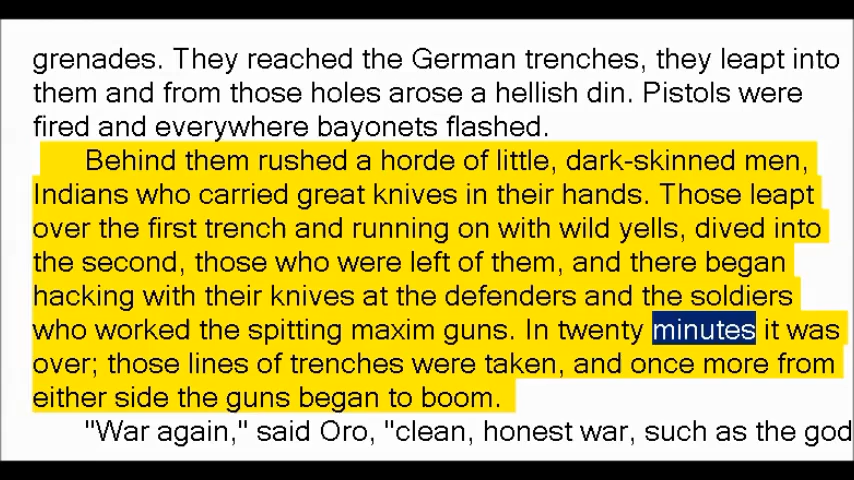 grenades. They reached the German trenches, they leapt into
them and from those holes arose a hellish din. Pistols were
fired and everywhere bayonets flashed.
Behind them rushed a horde of little, dark-skinned men,
Indians who carried great knives in their hands. Those leapt
over the first trench and running on with wild yells, dived into
the second, those who were left of them, and there began
hacking with their knives at the defenders and the soldiers
who worked the spitting maxim guns. In twenty minutes it was
over; those lines of trenches were taken, and once more from
either side the guns began to boom.
"War again," said Oro, "clean, honest war, such as the god